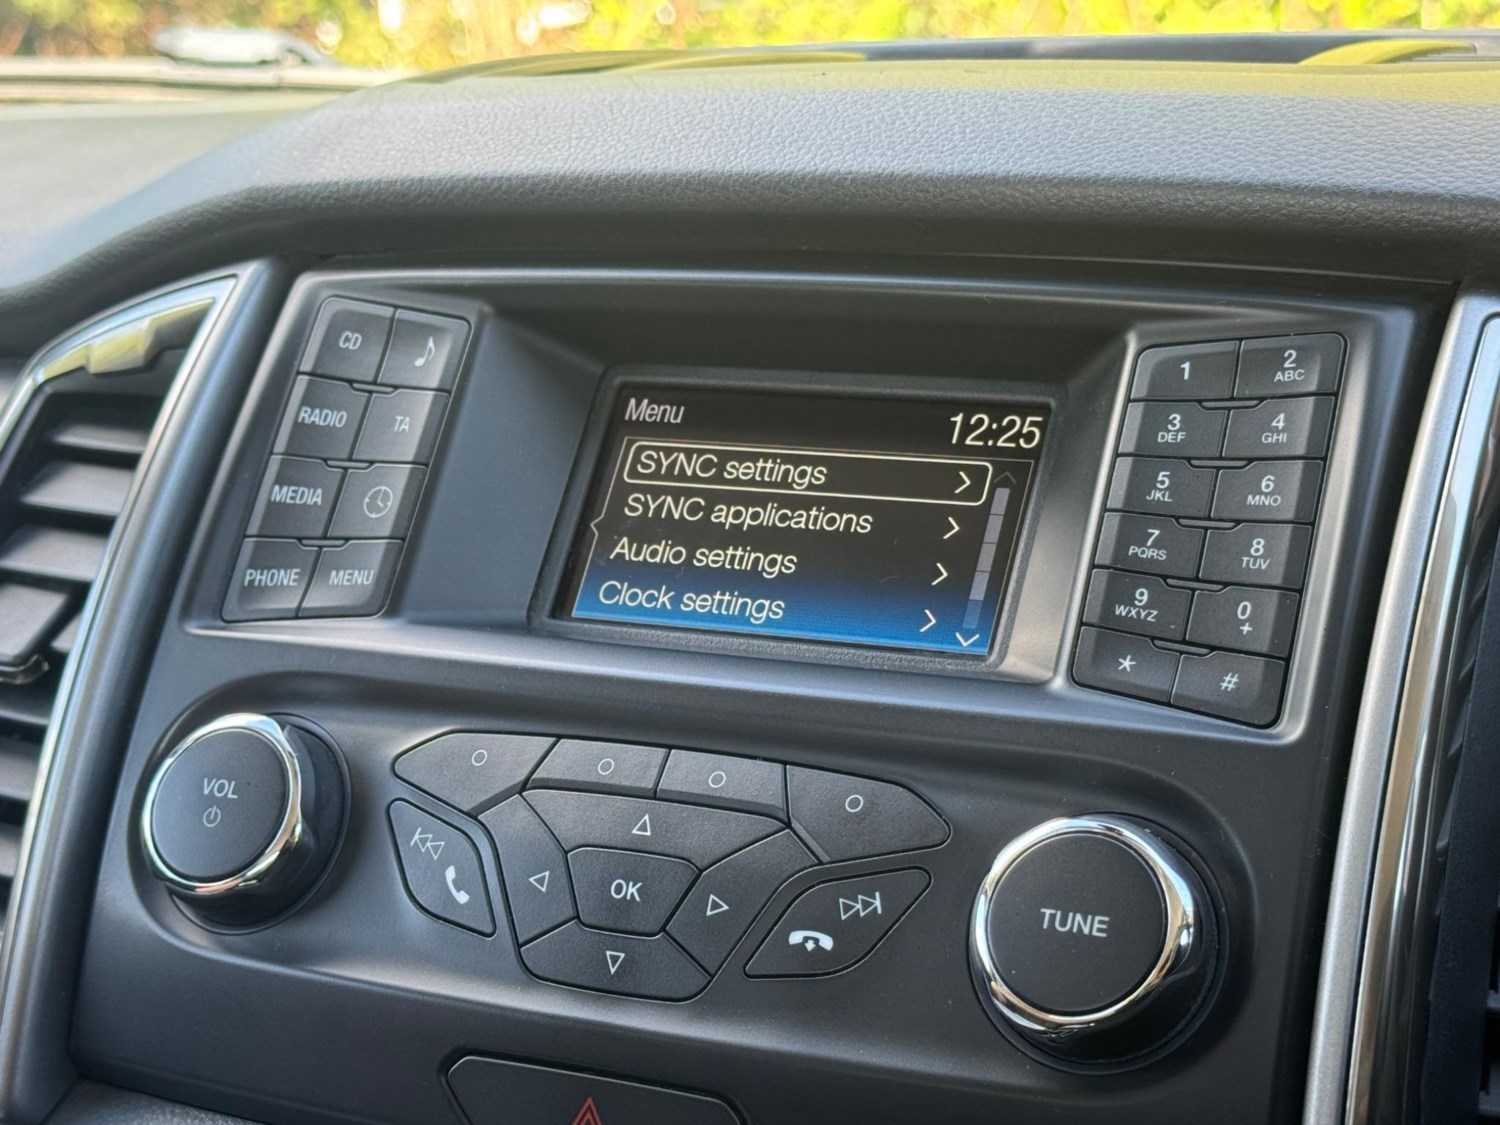 CD
RADIO
TA
MEDIA
PHONE
MENU
Menu
12:25
SYNC settings
SYNC applications
Audio settings
Clock settings
1
2
ABC
3
DEF
4
GHI
5
JKL
6
MNO
7
PQRS
8
TUV
9
WXYZ
0
+
*
#
VOL
OK
TUNE